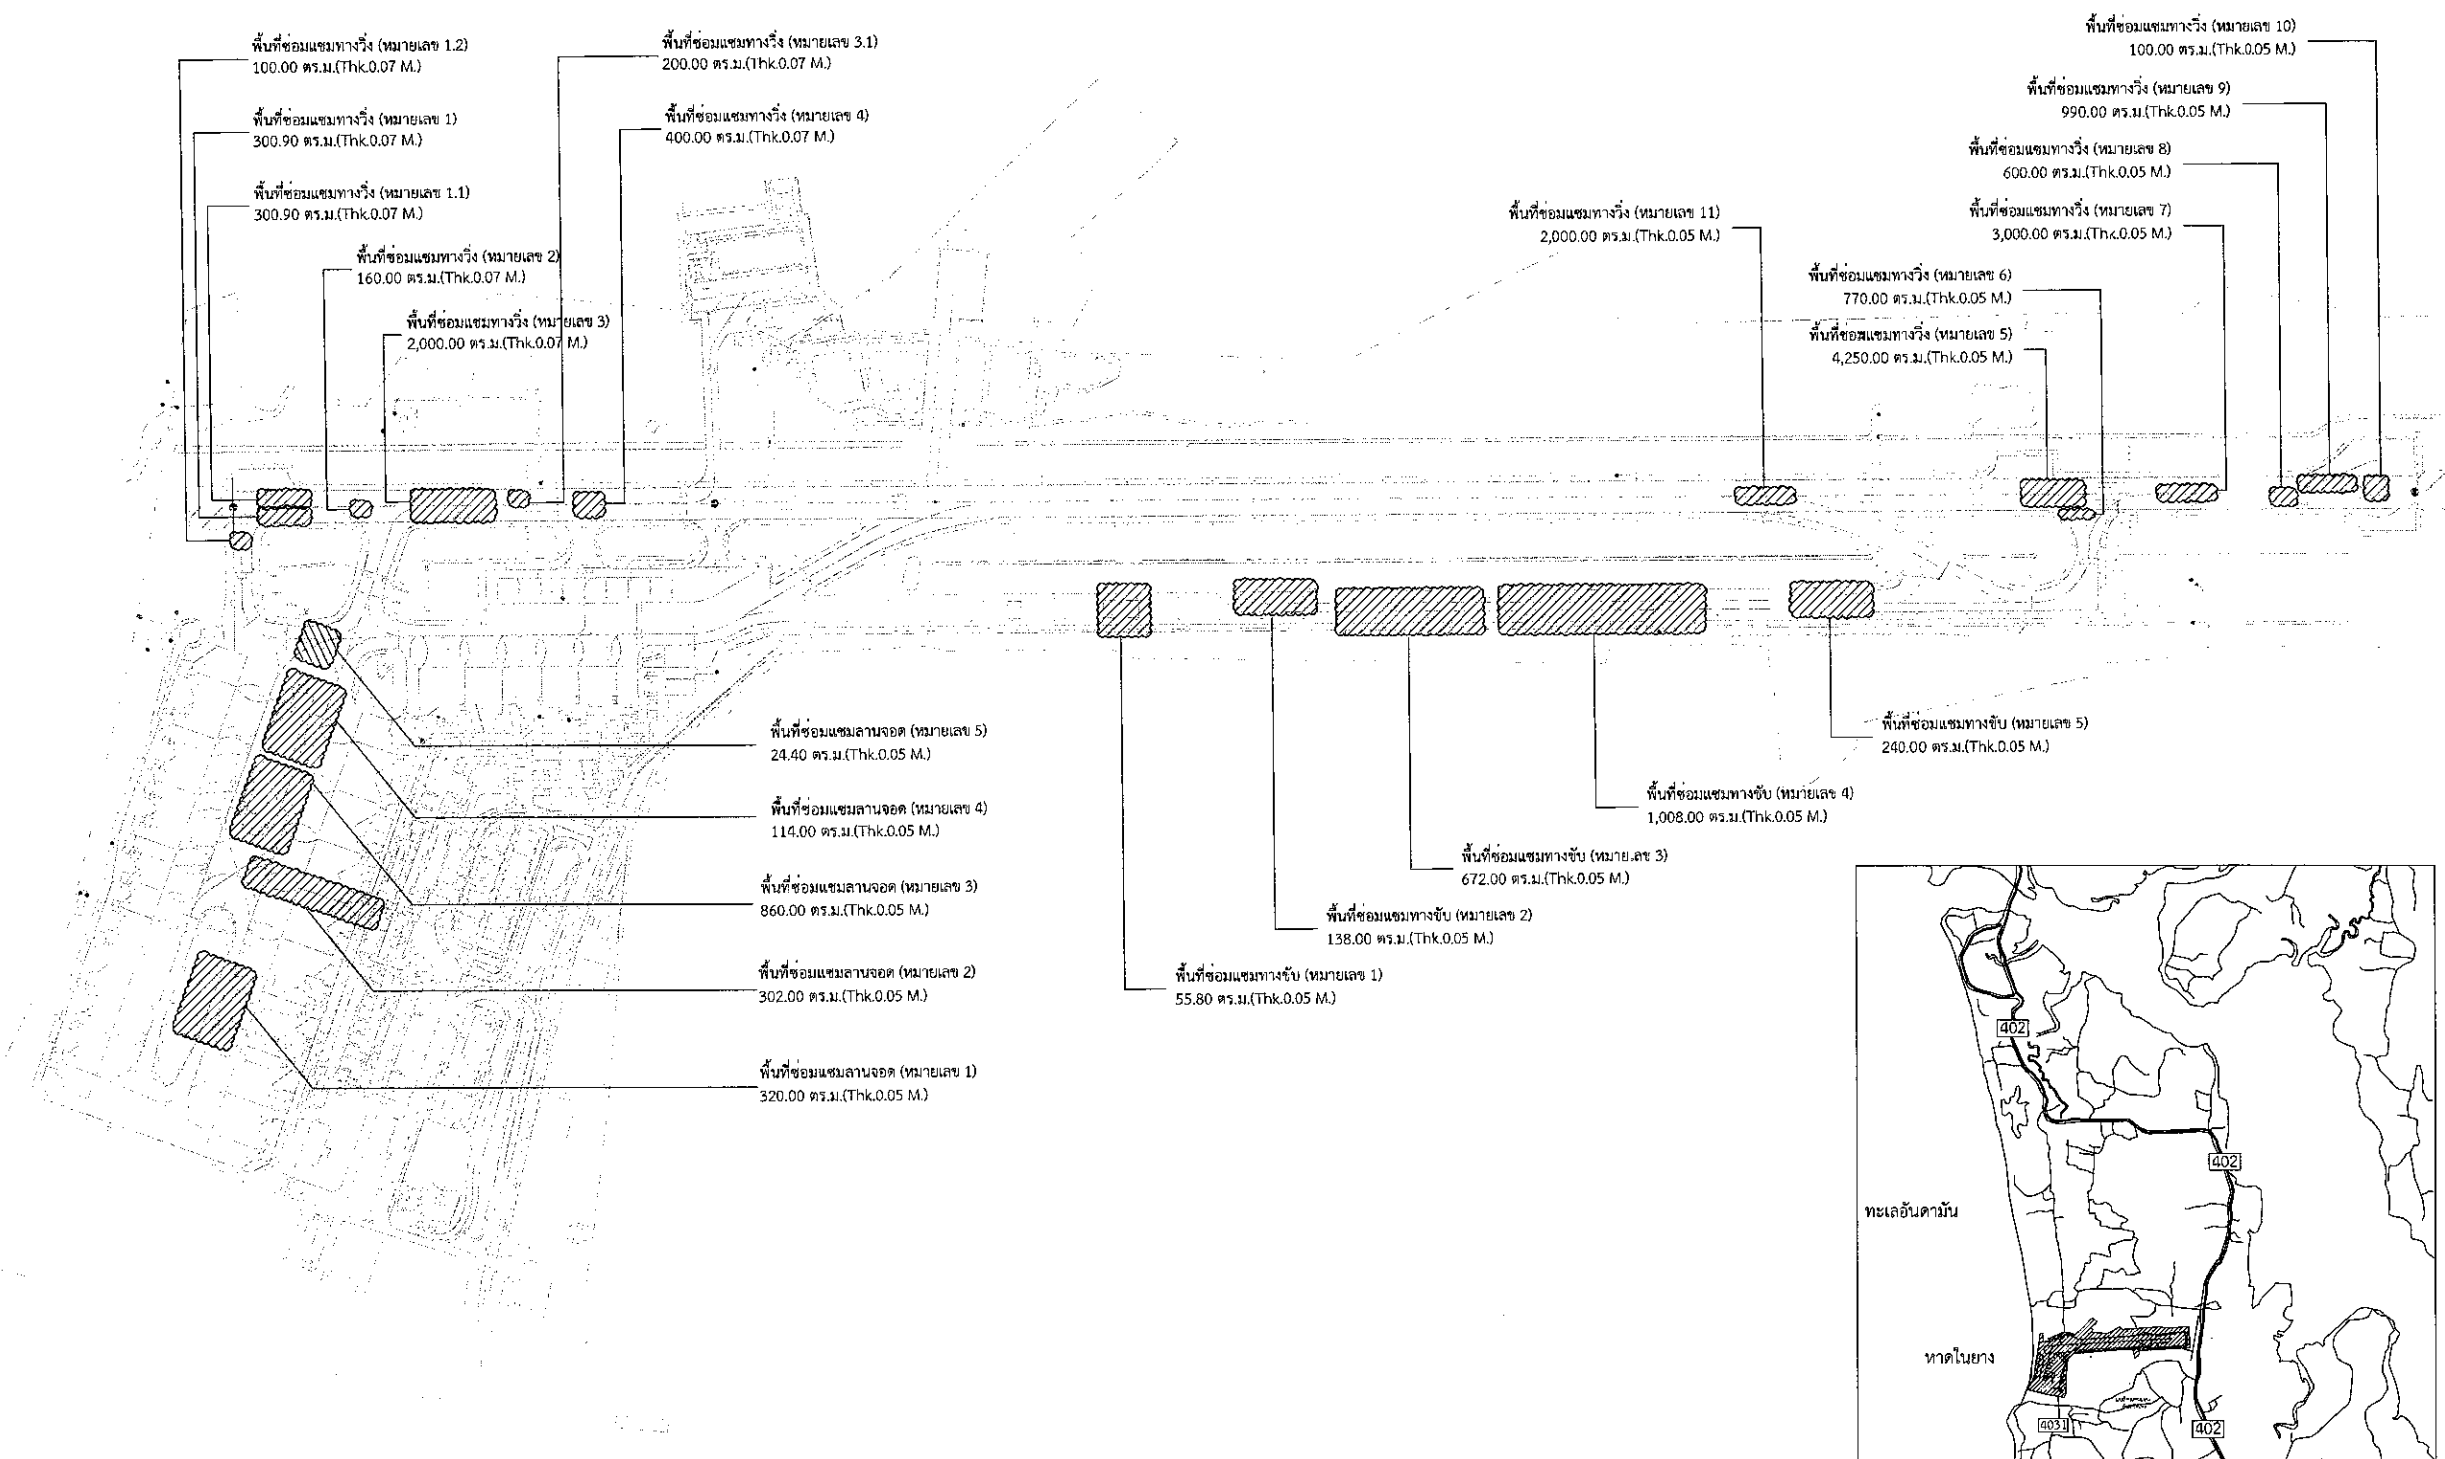 พื้นที่ซ่อมแซมทางวิ่ง (หมายเลข 1.2)
100.00 ตร.ม.(Thk.0.07 M.)
พื้นที่ซ่อมแซมทางวิ่ง (หมายเลข 1)
300.90 ตร.ม.(Thk.0.07 M.)
พื้นที่ซ่อมแซมทางวิ่ง (หมายเลข 1.1)
300.90 ตร.ม.(Thk.0.07 M.)
พื้นที่ซ่อมแซมทางวิ่ง (หมายเลข 2)
160.00 ตร.ม.(Thk.0.07 M.)
พื้นที่ซ่อมแซมทางวิ่ง (หมายเลข 3)
2,000.00 ตร.ม.(Thk.0.07 M.)
พื้นที่ซ่อมแซมทางวิ่ง (หมายเลข 3.1)
200.00 ตร.ม.(Thk.0.07 M.)
พื้นที่ซ่อมแซมทางวิ่ง (หมายเลข 4)
400.00 ตร.ม.(Thk.0.07 M.)
พื้นที่ซ่อมแซมทางวิ่ง (หมายเลข 10)
100.00 ตร.ม.(Thk.0.05 M.)
พื้นที่ซ่อมแซมทางวิ่ง (หมายเลข 9)
990.00 ตร.ม.(Thk.0.05 M.)
พื้นที่ซ่อมแซมทางวิ่ง (หมายเลข 8)
600.00 ตร.ม.(Thk.0.05 M.)
พื้นที่ซ่อมแซมทางวิ่ง (หมายเลข 7)
3,000.00 ตร.ม.(Thk.0.05 M.)
พื้นที่ซ่อมแซมทางวิ่ง (หมายเลข 11)
2,000.00 ตร.ม.(Thk.0.05 M.)
พื้นที่ซ่อมแซมทางวิ่ง (หมายเลข 6)
770.00 ตร.ม.(Thk.0.05 M.)
พื้นที่ซ่อมแซมทางวิ่ง (หมายเลข 5)
4,250.00 ตร.ม.(Thk.0.05 M.)
พื้นที่ซ่อมแซมลานจอด (หมายเลข 5)
24.40 ตร.ม.(Thk.0.05 M.)
พื้นที่ซ่อมแซมลานจอด (หมายเลข 4)
114.00 ตร.ม.(Thk.0.05 M.)
พื้นที่ซ่อมแซมลานจอด (หมายเลข 3)
860.00 ตร.ม.(Thk.0.05 M.)
พื้นที่ซ่อมแซมลานจอด (หมายเลข 2)
302.00 ตร.ม.(Thk.0.05 M.)
พื้นที่ซ่อมแซมลานจอด (หมายเลข 1)
320.00 ตร.ม.(Thk.0.05 M.)
พื้นที่ซ่อมแซมทางขับ (หมายเลข 5)
240.00 ตร.ม.(Thk.0.05 M.)
พื้นที่ซ่อมแซมทางขับ (หมายเลข 4)
1,008.00 ตร.ม.(Thk.0.05 M.)
พื้นที่ซ่อมแซมทางขับ (หมายเลข 3)
672.00 ตร.ม.(Thk.0.05 M.)
พื้นที่ซ่อมแซมทางขับ (หมายเลข 2)
138.00 ตร.ม.(Thk.0.05 M.)
พื้นที่ซ่อมแซมทางขับ (หมายเลข 1)
55.80 ตร.ม.(Thk.0.05 M.)
402
402
ทะเลอันดามัน
หาดในยาง
4031
402